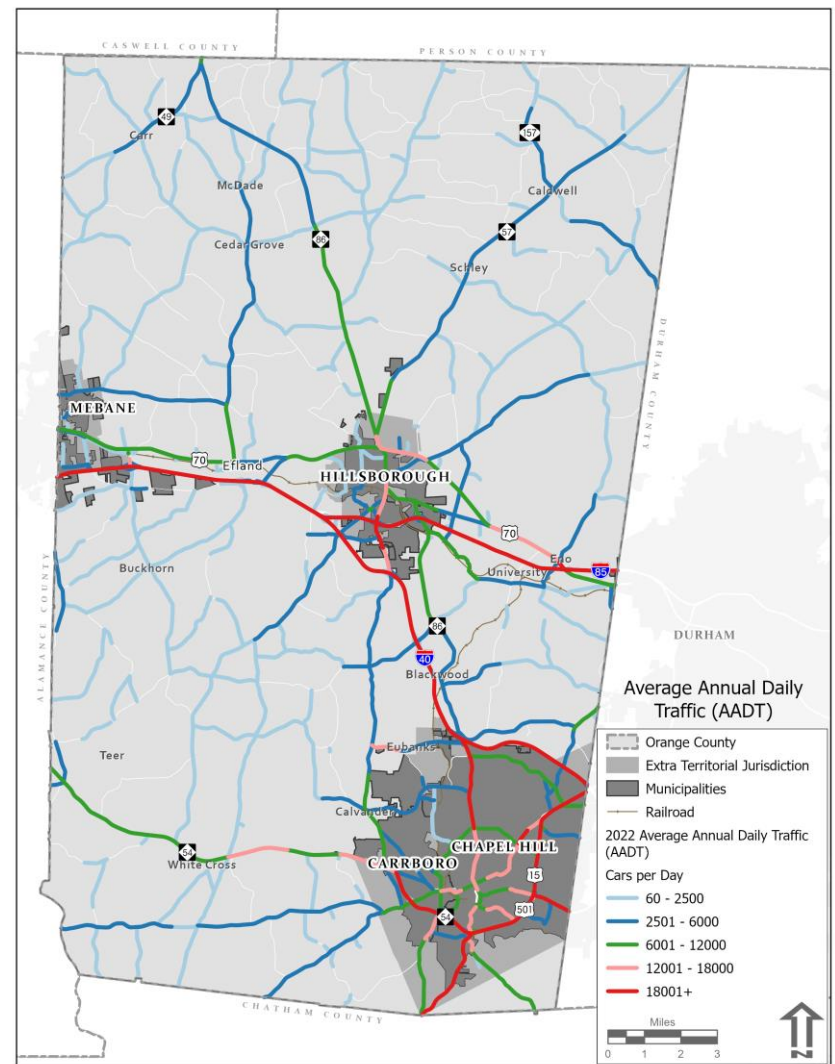 CASWELL COUNTY
PERSON COUNTY
49
Carr
157
McDade
Caldwell
86
57
Cedar Grove
Schley
DURHAM COUNTY
MEBANE
70
Efland
HILLSBOROUGH
70
Eno
Buckhorn
University
85
ALAMANCE COUNTY
86
DURHAM
40
Blackwood
Teer
Eubanks
Calvander
CHAPEL HILL
54
White Cross
CARRBORO
15
501
54
CHATHAM COUNTY
Average Annual Daily
Traffic (AADT)
Orange County
Extra Territorial Jurisdiction
Municipalities
Railroad
2022 Average Annual Daily Traffic
(AADT)
Cars per Day
60 - 2500
2501 - 6000
6001 - 12000
12001 - 18000
18001+
Miles
0 1 2 3
N